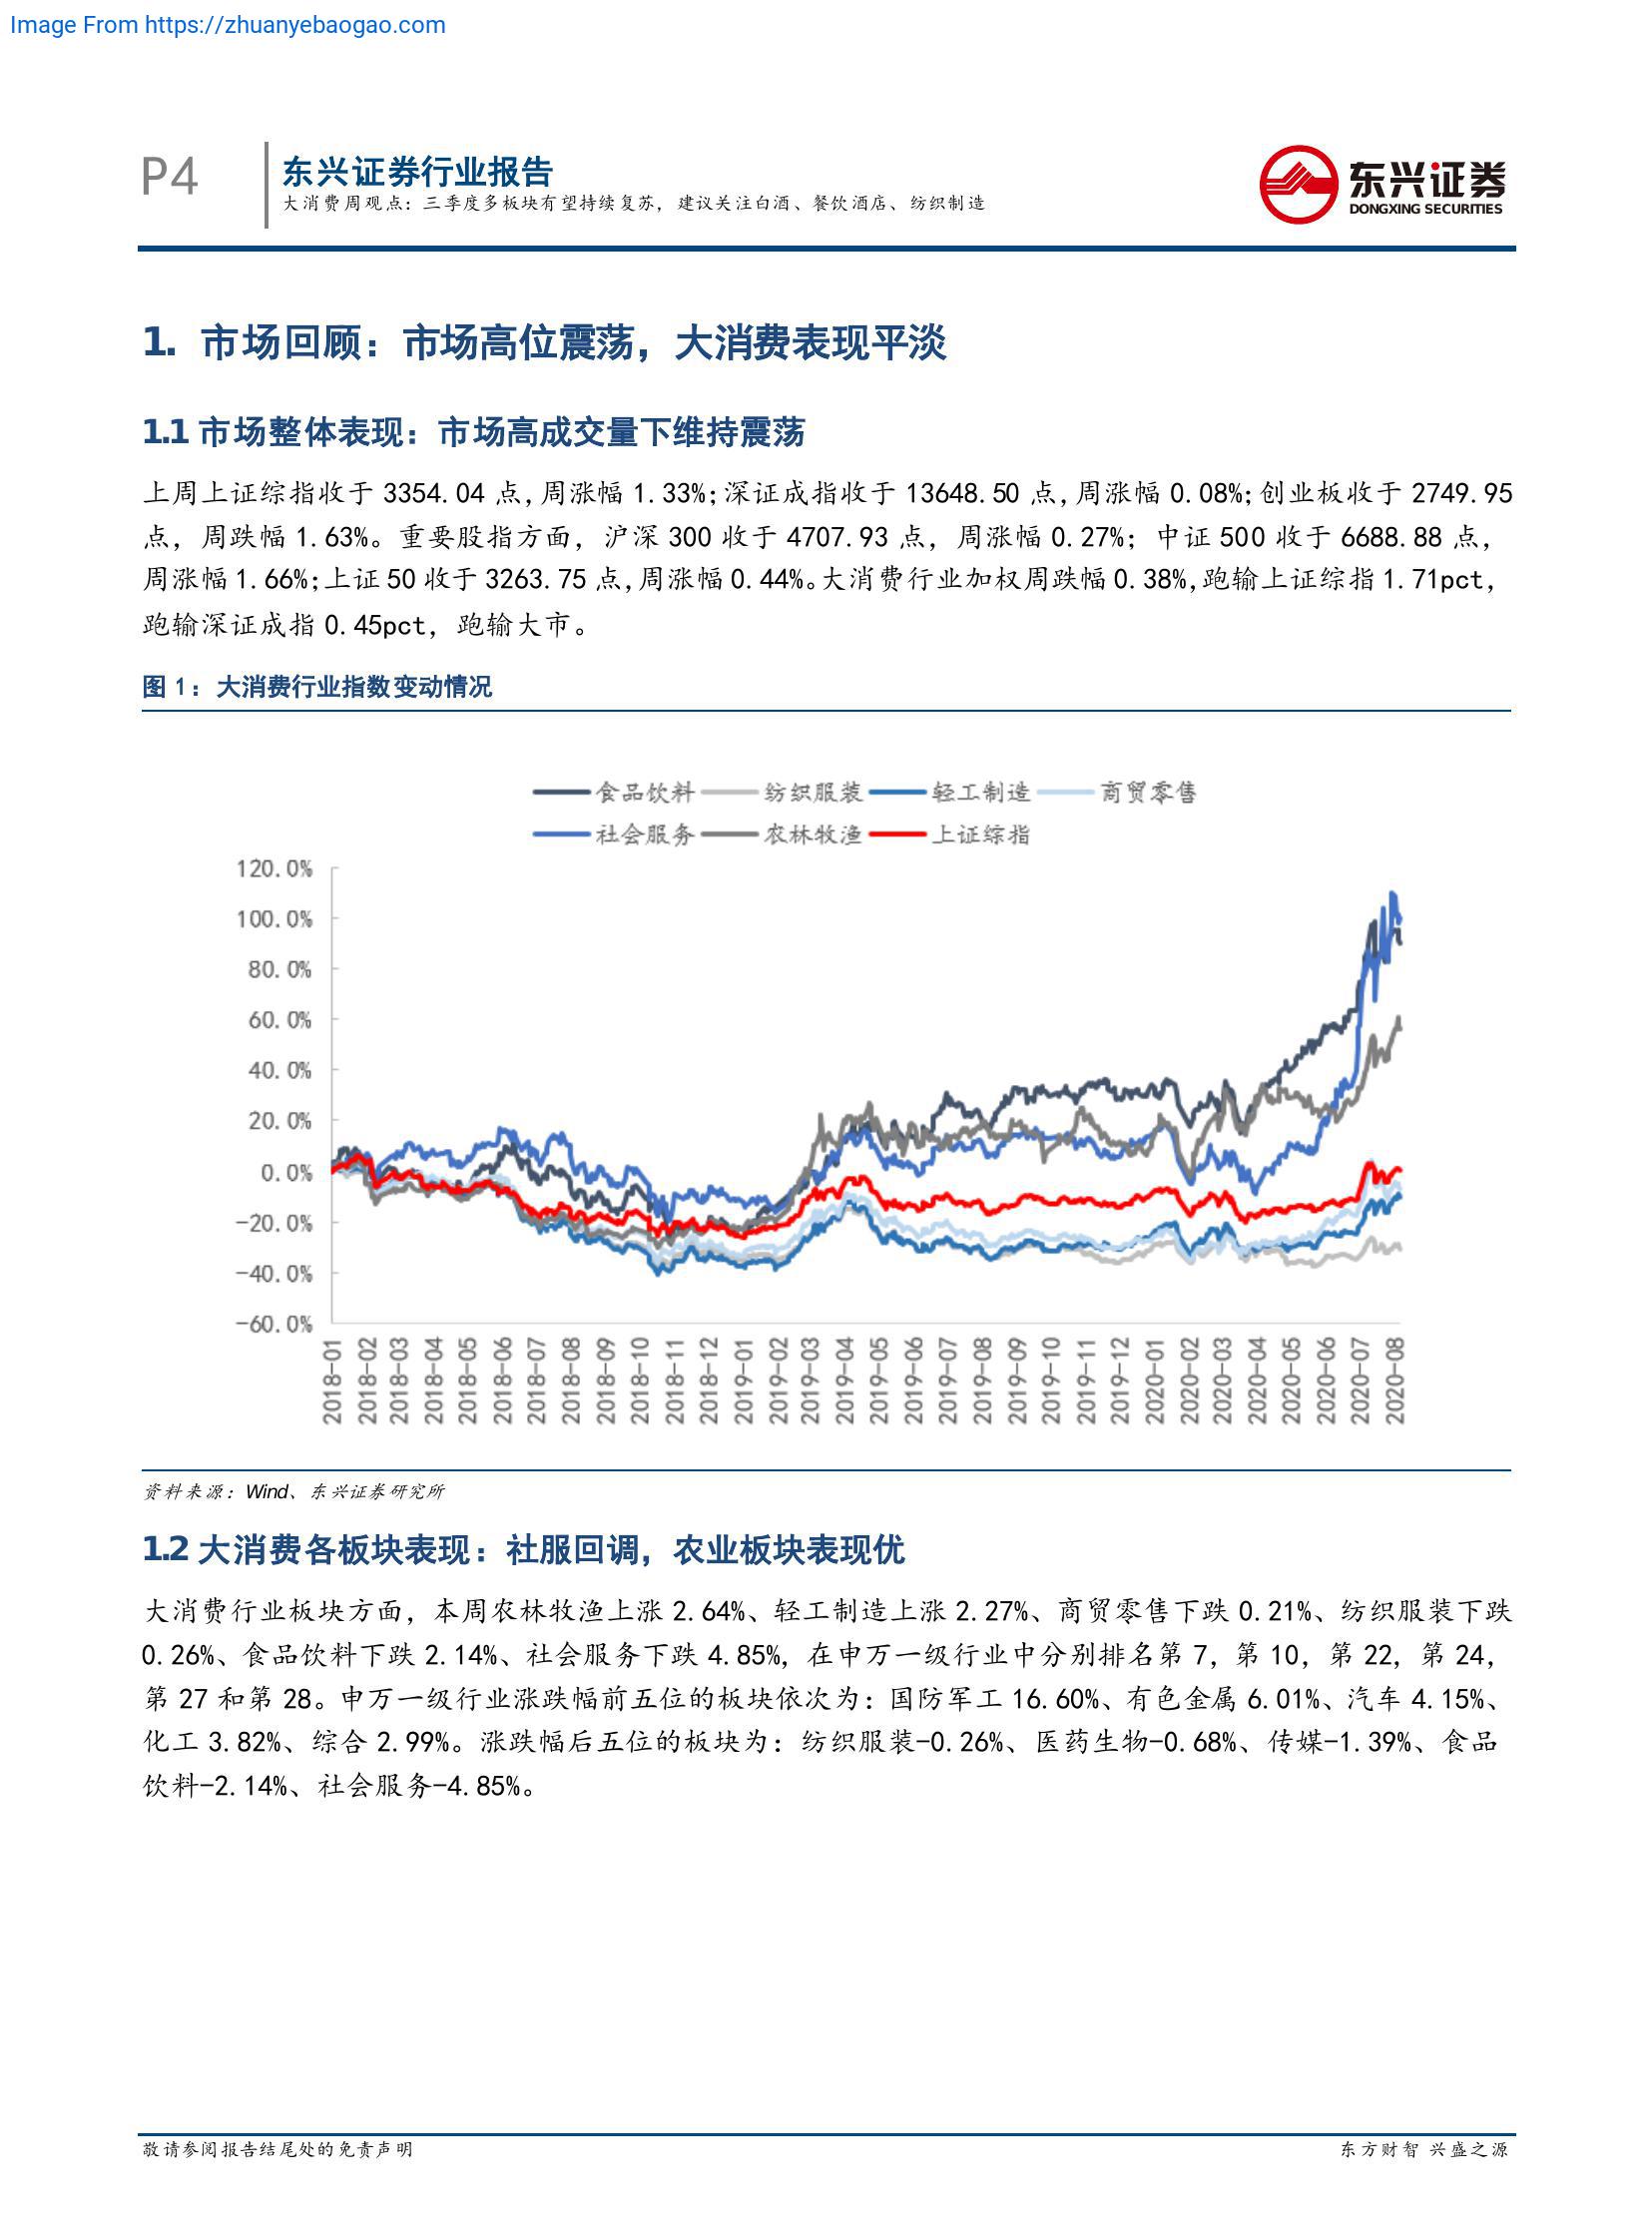 Image From https://zhuanyebaogao.com
P4
东兴证券行业报告
大消费周观点：三季度多板块有望持续复苏，建议关注白酒、餐饮酒店、纺织制造
东兴证券
DONGXING SECURITIES
1. 市场回顾：市场高位震荡，大消费表现平淡
1.1 市场整体表现：市场高成交量下维持震荡
上周上证综指收于 3354.04 点，周涨幅 1.33%；深证成指收于 13648.50 点，周涨幅 0.08%；创业板收于 2749.95
点，周跌幅 1.63%。重要股指方面，沪深 300 收于 4707.93 点，周涨幅 0.27%；中证 500 收于 6688.88 点，
周涨幅 1.66%；上证 50 收于 3263.75 点，周涨幅 0.44%。大消费行业加权周跌幅 0.38%，跑输上证综指 1.71pct，
跑输深证成指 0.45pct，跑输大市。
图 1：大消费行业指数变动情况
食品饮料 纺织服装 轻工制造 商贸零售
社会服务 农林牧渔 上证综指
120.0%
100.0%
80.0%
60.0%
40.0%
20.0%
0.0%
-20.0%
-40.0%
-60.0%
2018-01
2018-02
2018-03
2018-04
2018-05
2018-06
2018-07
2018-08
2018-09
2018-10
2018-11
2018-12
2019-01
2019-02
2019-03
2019-04
2019-05
2019-06
2019-07
2019-08
2019-09
2019-10
2019-11
2019-12
2020-01
2020-02
2020-03
2020-04
2020-05
2020-06
2020-07
2020-08
资料来源：Wind、东兴证券研究所
1.2 大消费各板块表现：社服回调，农业板块表现优
大消费行业板块方面，本周农林牧渔上涨 2.64%、轻工制造上涨 2.27%、商贸零售下跌 0.21%、纺织服装下跌
0.26%、食品饮料下跌 2.14%、社会服务下跌 4.85%，在申万一级行业中分别排名第 7，第 10，第 22，第 24，
第 27 和第 28。申万一级行业涨跌幅前五位的板块依次为：国防军工 16.60%、有色金属 6.01%、汽车 4.15%、
化工 3.82%、综合 2.99%。涨跌幅后五位的板块为：纺织服装-0.26%、医药生物-0.68%、传媒-1.39%、食品
饮料-2.14%、社会服务-4.85%。
敬请参阅报告结尾处的免责声明
东方财智 兴盛之源